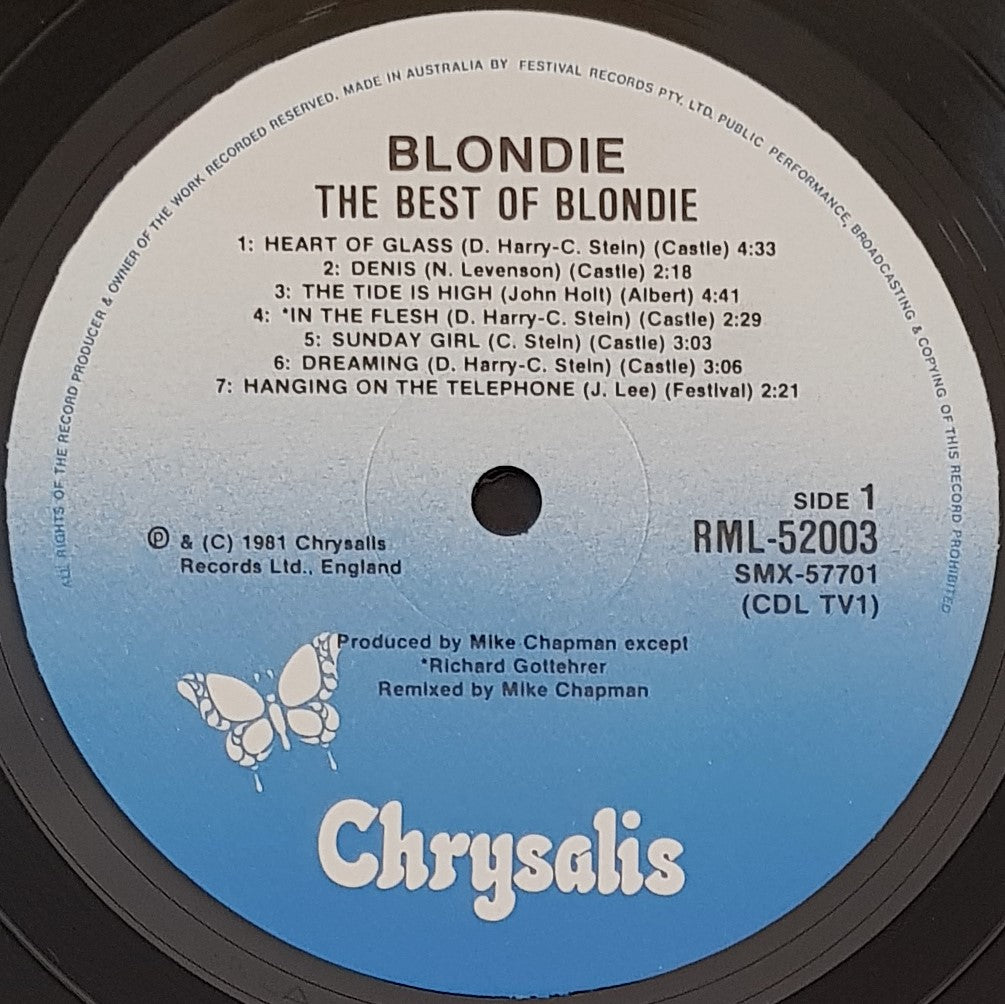 ALL RIGHTS OF THE RECORD PRODUCER & OWNER OF THE WORK RECORDED RESERVED. MADE IN AUSTRALIA BY FESTIVAL RECORDS PTY. LTD. PUBLIC PERFORMANCE, BROADCASTING & COPYING OF THIS RECORD PROHIBITED
BLONDIE
THE BEST OF BLONDIE
1: HEART OF GLASS (D. Harry-C. Stein) (Castle) 4:33
2: DENIS (N. Levenson) (Castle) 2:18
3: THE TIDE IS HIGH (John Holt) (Albert) 4:41
4: *IN THE FLESH (D. Harry-C. Stein) (Castle) 2:29
5: SUNDAY GIRL (C. Stein) (Castle) 3:03
6: DREAMING (D. Harry-C. Stein) (Castle) 3:06
7: HANGING ON THE TELEPHONE (J. Lee) (Festival) 2:21
SIDE 1
RML-52003
SMX-57701
(CDL TV1)
℗ & (C) 1981 Chrysalis
Records Ltd., England
Produced by Mike Chapman except
*Richard Gottehrer
Remixed by Mike Chapman
Chrysalis